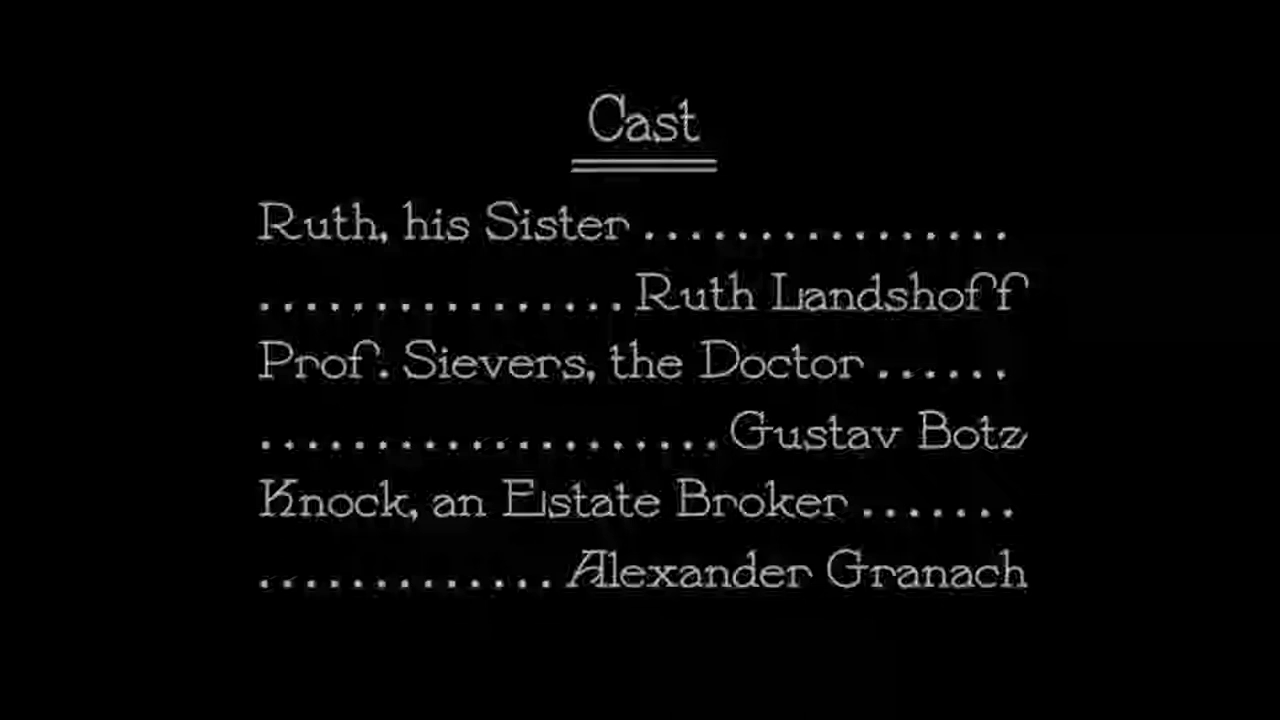 Cast
Ruth, his Sister ................
................ Ruth Landshoff
Prof. Sievers, the Doctor ......
.................... Gustav Botz
Knock, an Estate Broker .......
............. Alexander Granach